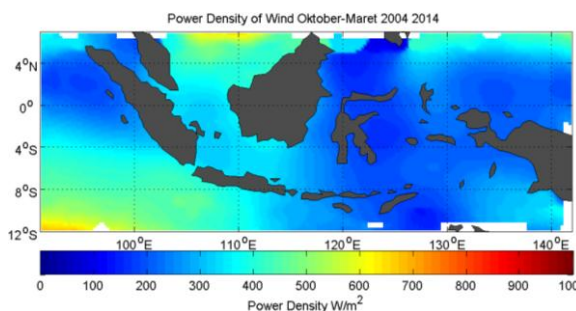 Power Density of Wind Oktober-Maret 2004 2014
4°N
0°
4°S
8°S
12°S
100°E 110°E 120°E 130°E 140°E
0 100 200 300 400 500 600 700 800 900 1000
Power Density W/m²